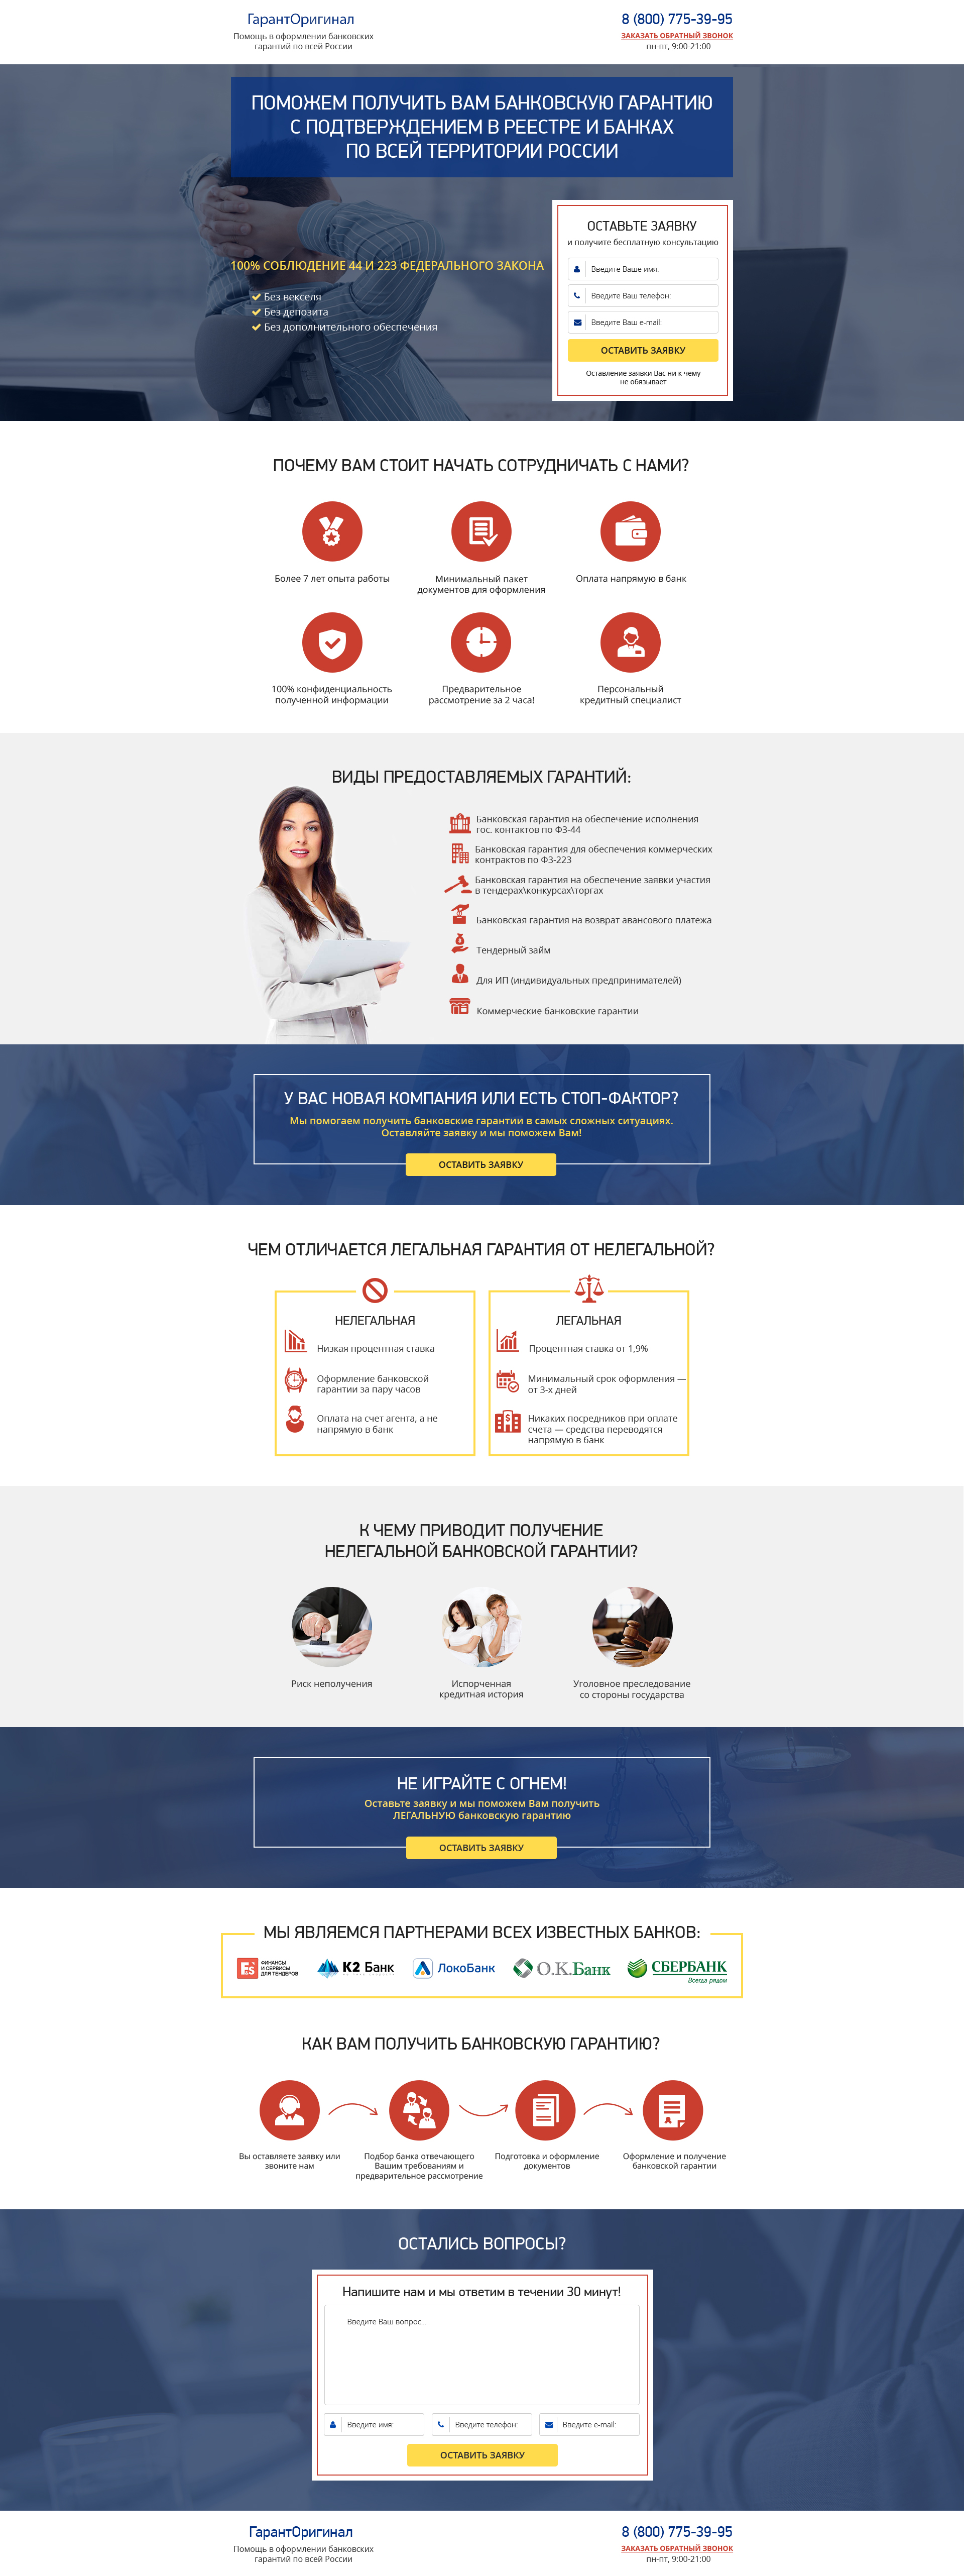 ГарантОригинал
Помощь в оформлении банковских
гарантий по всей России
8 (800) 775-39-95
ЗАКАЗАТЬ ОБРАТНЫЙ ЗВОНОК
пн-пт, 9:00-21:00
ПОМОЖЕМ ПОЛУЧИТЬ ВАМ БАНКОВСКУЮ ГАРАНТИЮ
С ПОДТВЕРЖДЕНИЕМ В РЕЕСТРЕ И БАНКАХ
ПО ВСЕЙ ТЕРРИТОРИИ РОССИИ
100% СОБЛЮДЕНИЕ 44 И 223 ФЕДЕРАЛЬНОГО ЗАКОНА
Без векселя
Без депозита
Без дополнительного обеспечения
ОСТАВЬТЕ ЗАЯВКУ
и получите бесплатную консультацию
Введите Ваше имя:
Введите Ваш телефон:
Введите Ваш e-mail:
ОСТАВИТЬ ЗАЯВКУ
Оставление заявки Вас ни к чему
не обязывает
ПОЧЕМУ ВАМ СТОИТ НАЧАТЬ СОТРУДНИЧАТЬ С НАМИ?
Более 7 лет опыта работы
Минимальный пакет
документов для оформления
Оплата напрямую в банк
100% конфиденциальность
полученной информации
Предварительное
рассмотрение за 2 часа!
Персональный
кредитный специалист
ВИДЫ ПРЕДОСТАВЛЯЕМЫХ ГАРАНТИЙ:
Банковская гарантия на обеспечение исполнения
гос. контактов по ФЗ-44
Банковская гарантия для обеспечения коммерческих
контрактов по ФЗ-223
Банковская гарантия на обеспечение заявки участия
в тендерах\конкурсах\торгах
Банковская гарантия на возврат авансового платежа
Тендерный займ
Для ИП (индивидуальных предпринимателей)
Коммерческие банковские гарантии
У ВАС НОВАЯ КОМПАНИЯ ИЛИ ЕСТЬ СТОП-ФАКТОР?
Мы помогаем получить банковские гарантии в самых сложных ситуациях.
Оставляйте заявку и мы поможем Вам!
ОСТАВИТЬ ЗАЯВКУ
ЧЕМ ОТЛИЧАЕТСЯ ЛЕГАЛЬНАЯ ГАРАНТИЯ ОТ НЕЛЕГАЛЬНОЙ?
НЕЛЕГАЛЬНАЯ
Низкая процентная ставка
Оформление банковской
гарантии за пару часов
Оплата на счет агента, а не
напрямую в банк
ЛЕГАЛЬНАЯ
Процентная ставка от 1,9%
Минимальный срок оформления —
от 3-х дней
Никаких посредников при оплате
счета — средства переводятся
напрямую в банк
К ЧЕМУ ПРИВОДИТ ПОЛУЧЕНИЕ
НЕЛЕГАЛЬНОЙ БАНКОВСКОЙ ГАРАНТИИ?
Риск неполучения
Испорченная
кредитная история
Уголовное преследование
со стороны государства
НЕ ИГРАЙТЕ С ОГНЕМ!
Оставьте заявку и мы поможем Вам получить
ЛЕГАЛЬНУЮ банковскую гарантию
ОСТАВИТЬ ЗАЯВКУ
МЫ ЯВЛЯЕМСЯ ПАРТНЕРАМИ ВСЕХ ИЗВЕСТНЫХ БАНКОВ:
ФИНАНСЫ
И СЕРВИСЫ
ДЛЯ ТЕНДЕРОВ
К2 Банк
ЛокоБанк
О.К.Банк
СБЕРБАНК
Всегда рядом
КАК ВАМ ПОЛУЧИТЬ БАНКОВСКУЮ ГАРАНТИЮ?
Вы оставляете заявку или
звоните нам
Подбор банка отвечающего
Вашим требованиям и
предварительное рассмотрение
Подготовка и оформление
документов
Оформление и получение
банковской гарантии
ОСТАЛИСЬ ВОПРОСЫ?
Напишите нам и мы ответим в течении 30 минут!
Введите Ваш вопрос...
Введите имя:
Введите телефон:
Введите e-mail:
ОСТАВИТЬ ЗАЯВКУ
ГарантОригинал
Помощь в оформлении банковских
гарантий по всей России
8 (800) 775-39-95
ЗАКАЗАТЬ ОБРАТНЫЙ ЗВОНОК
пн-пт, 9:00-21:00